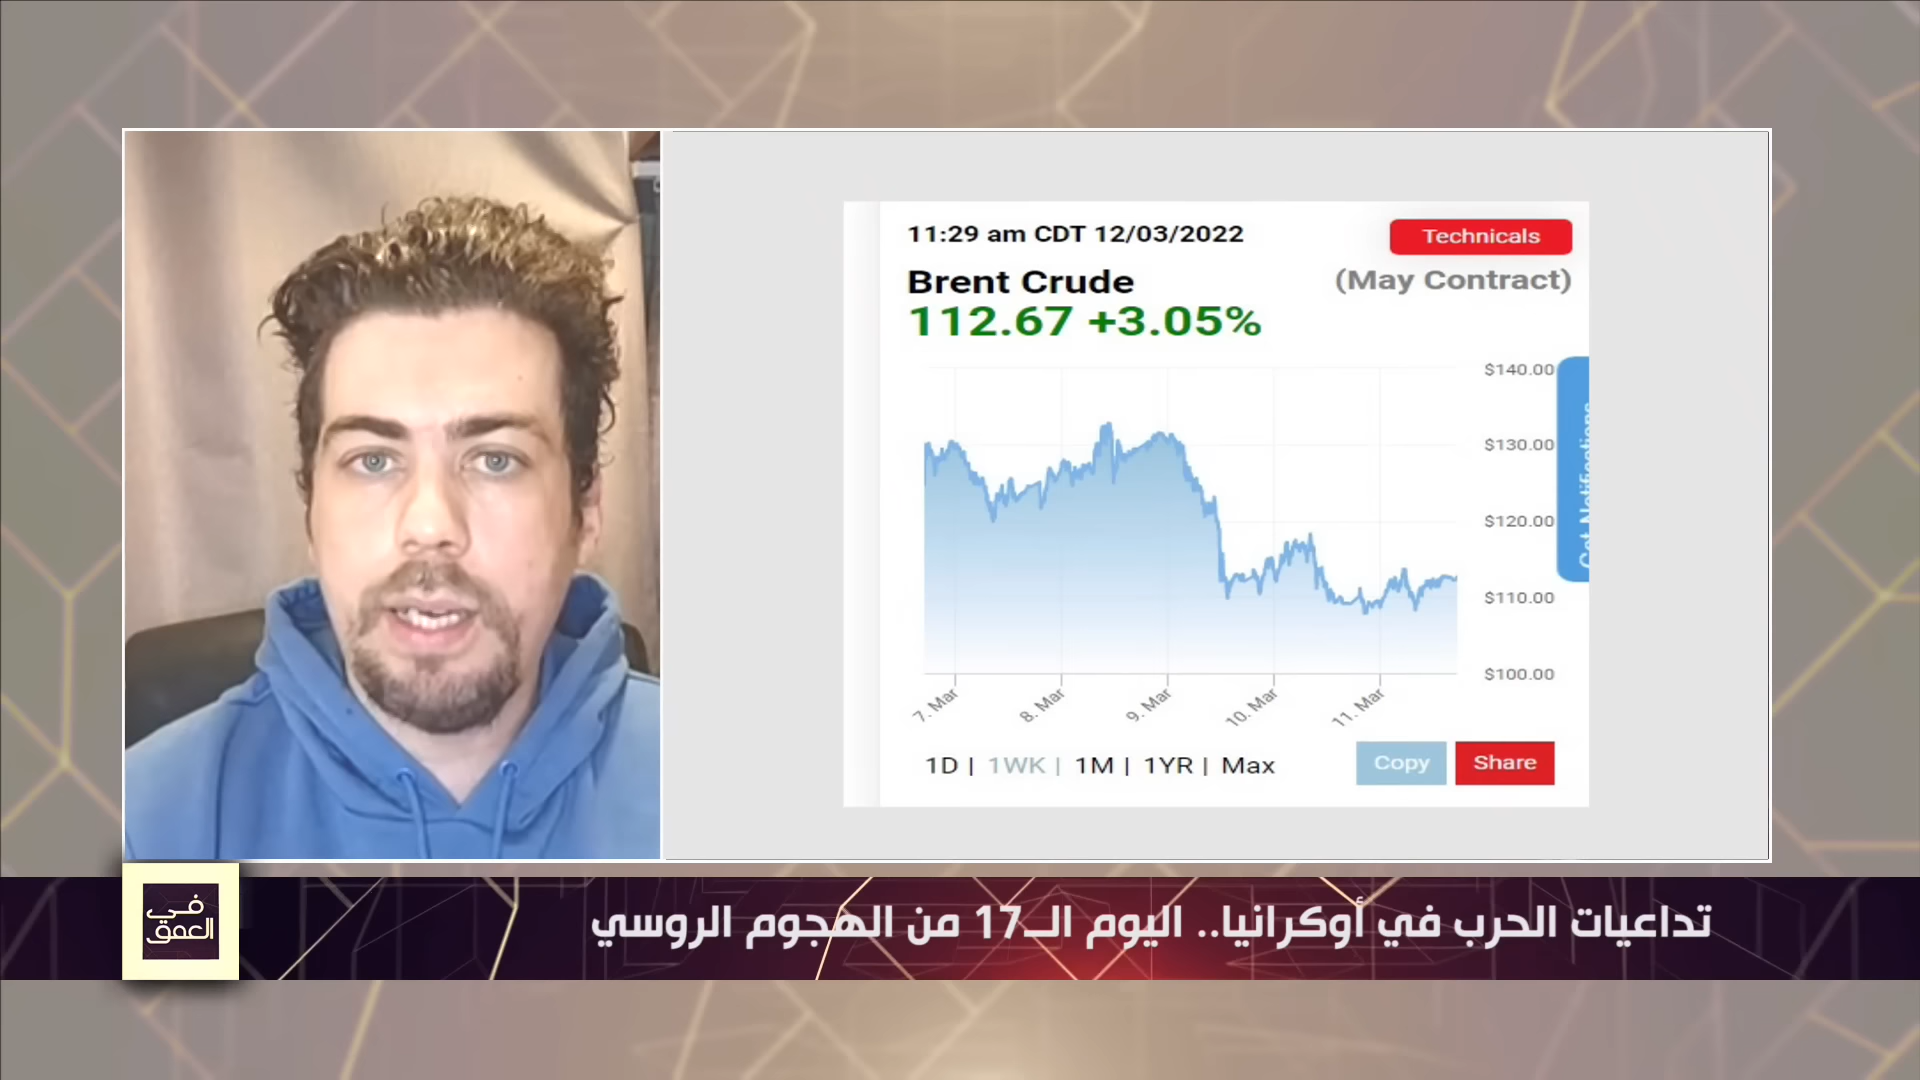 11:29 am CDT 12/03/2022
Technicals
Brent Crude
(May Contract)
112.67 +3.05%
$140.00
$130.00
$120.00
$110.00
$100.00
Get Notifications
7. Mar
8. Mar
9. Mar
10. Mar
11. Mar
1D | 1WK | 1M | 1YR | Max
Copy
Share
في
العمق
تداعيات الحرب في أوكرانيا.. اليوم الـ17 من الهجوم الروسي